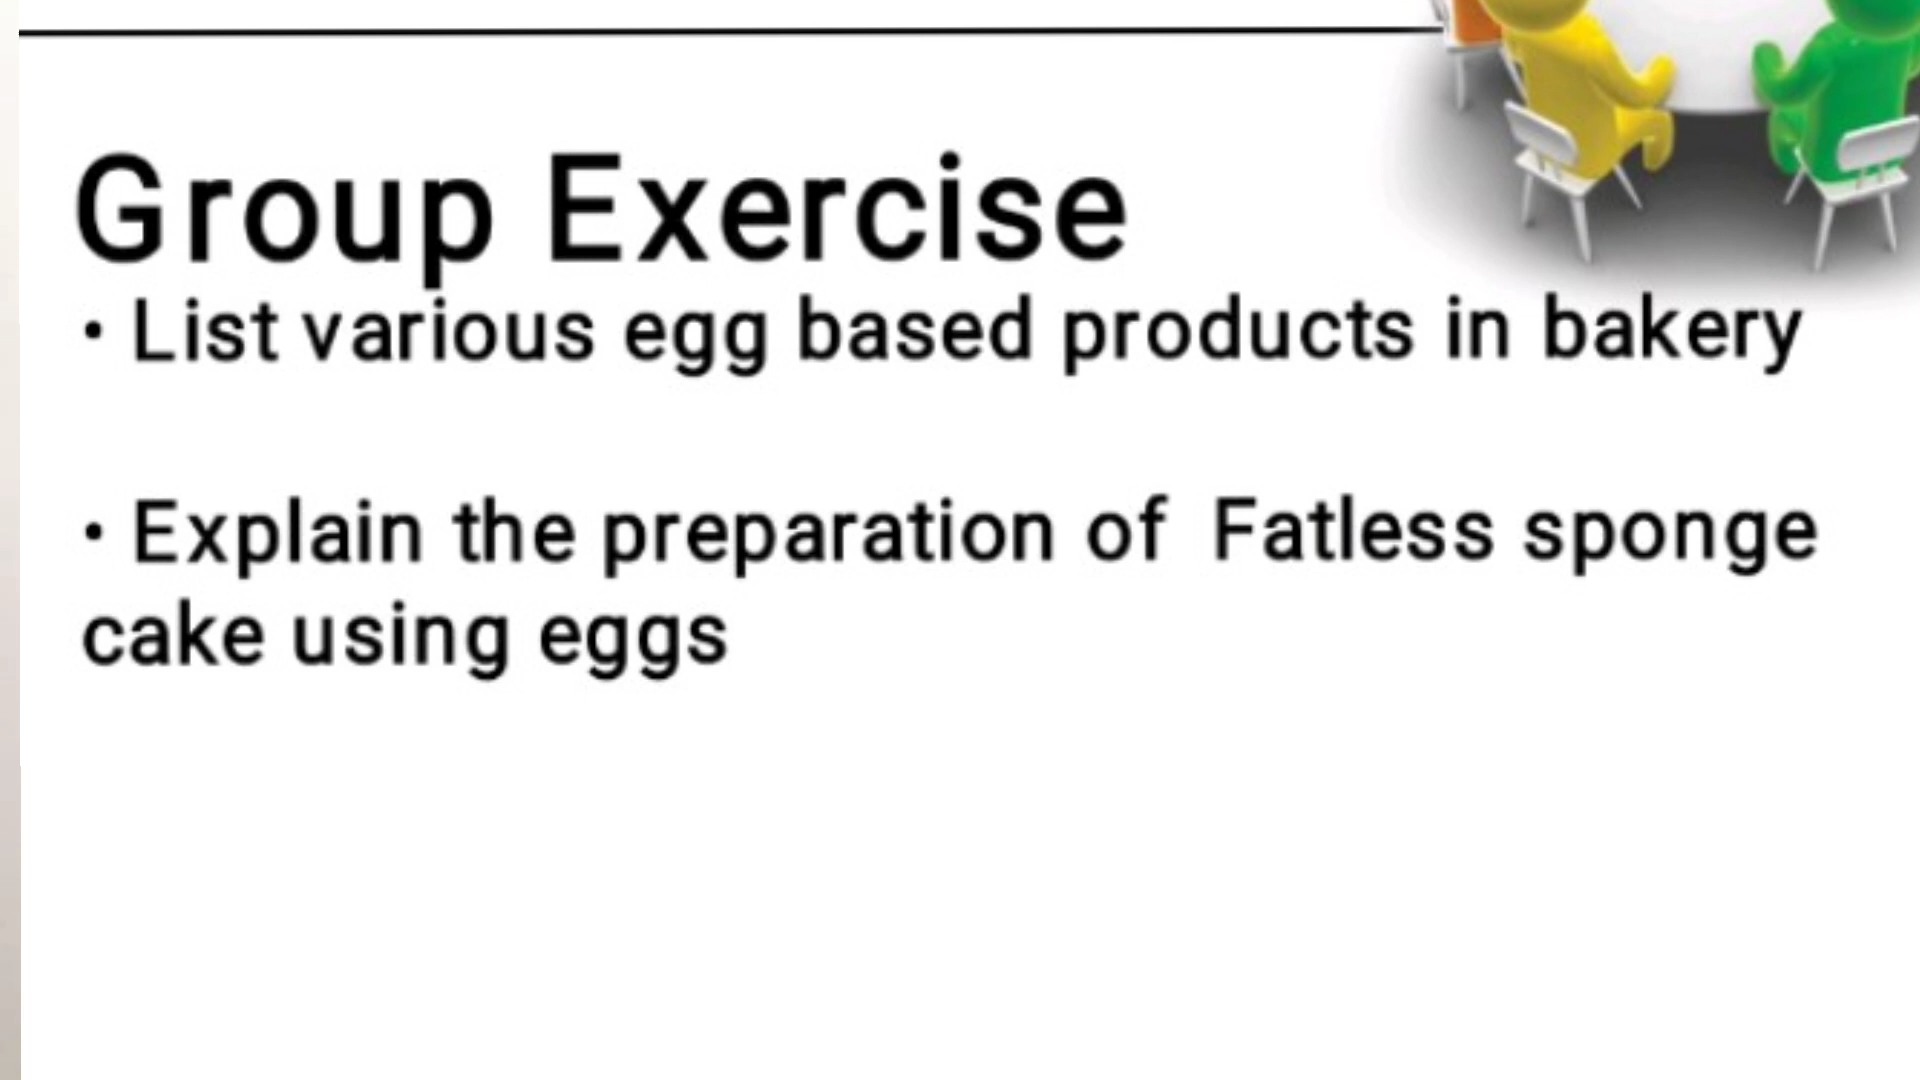 Group Exercise
• List various egg based products in bakery
• Explain the preparation of  Fatless sponge
cake using eggs